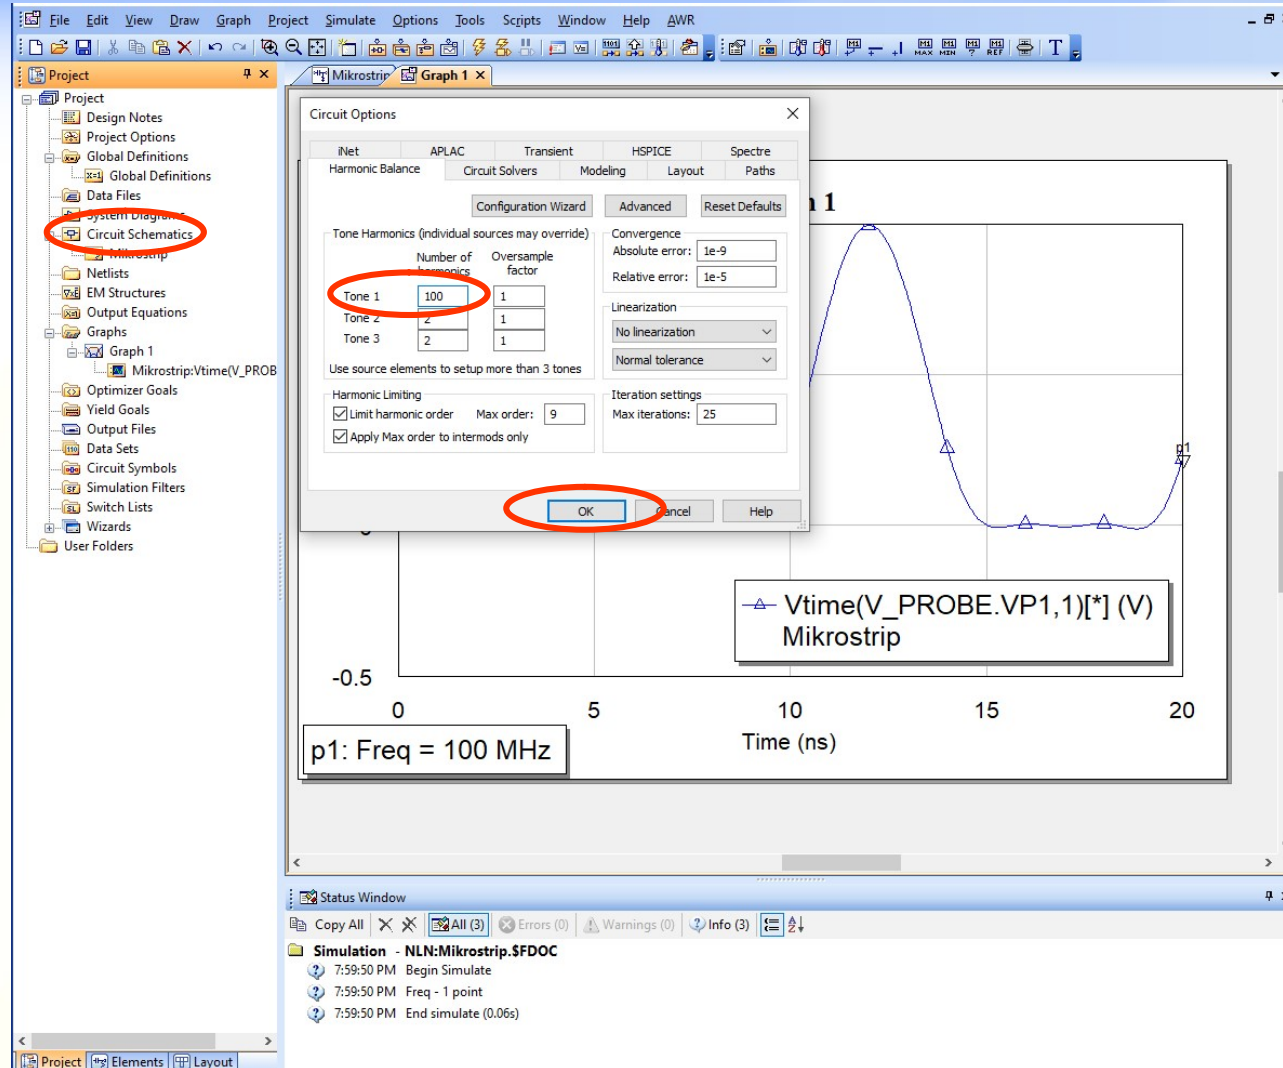 File Edit View Draw Graph Project Simulate Options Tools Scripts Window Help AWR
Project
Project
Design Notes
Project Options
Global Definitions
Global Definitions
Data Files
System Diagrams
Circuit Schematics
Mikrostrip
Netlists
EM Structures
Output Equations
Graphs
Graph 1
Mikrostrip:Vtime(V_PROB
Optimizer Goals
Yield Goals
Output Files
Data Sets
Circuit Symbols
Simulation Filters
Switch Lists
Wizards
User Folders
Project Elements Layout
Mikrostrip Graph 1
Circuit Options
iNet APLAC Transient HSPICE Spectre
Harmonic Balance Circuit Solvers Modeling Layout Paths
Configuration Wizard Advanced Reset Defaults
Tone Harmonics (individual sources may override)
Number of harmonics Oversample factor
Tone 1 100 1
Tone 2 2 1
Tone 3 2 1
Use source elements to setup more than 3 tones
Harmonic Limiting
Limit harmonic order Max order: 9
Apply Max order to intermods only
Convergence
Absolute error: 1e-9
Relative error: 1e-5
Linearization
No linearization
Normal tolerance
Iteration settings
Max iterations: 25
OK Cancel Help
1
p1
Vtime(V_PROBE.VP1,1)[*] (V)
Mikrostrip
-0.5
0 5 10 15 20
Time (ns)
p1: Freq = 100 MHz
Status Window
Copy All All (3) Errors (0) Warnings (0) Info (3)
Simulation - NLN:Mikrostrip.$FDOC
7:59:50 PM Begin Simulate
7:59:50 PM Freq - 1 point
7:59:50 PM End simulate (0.06s)